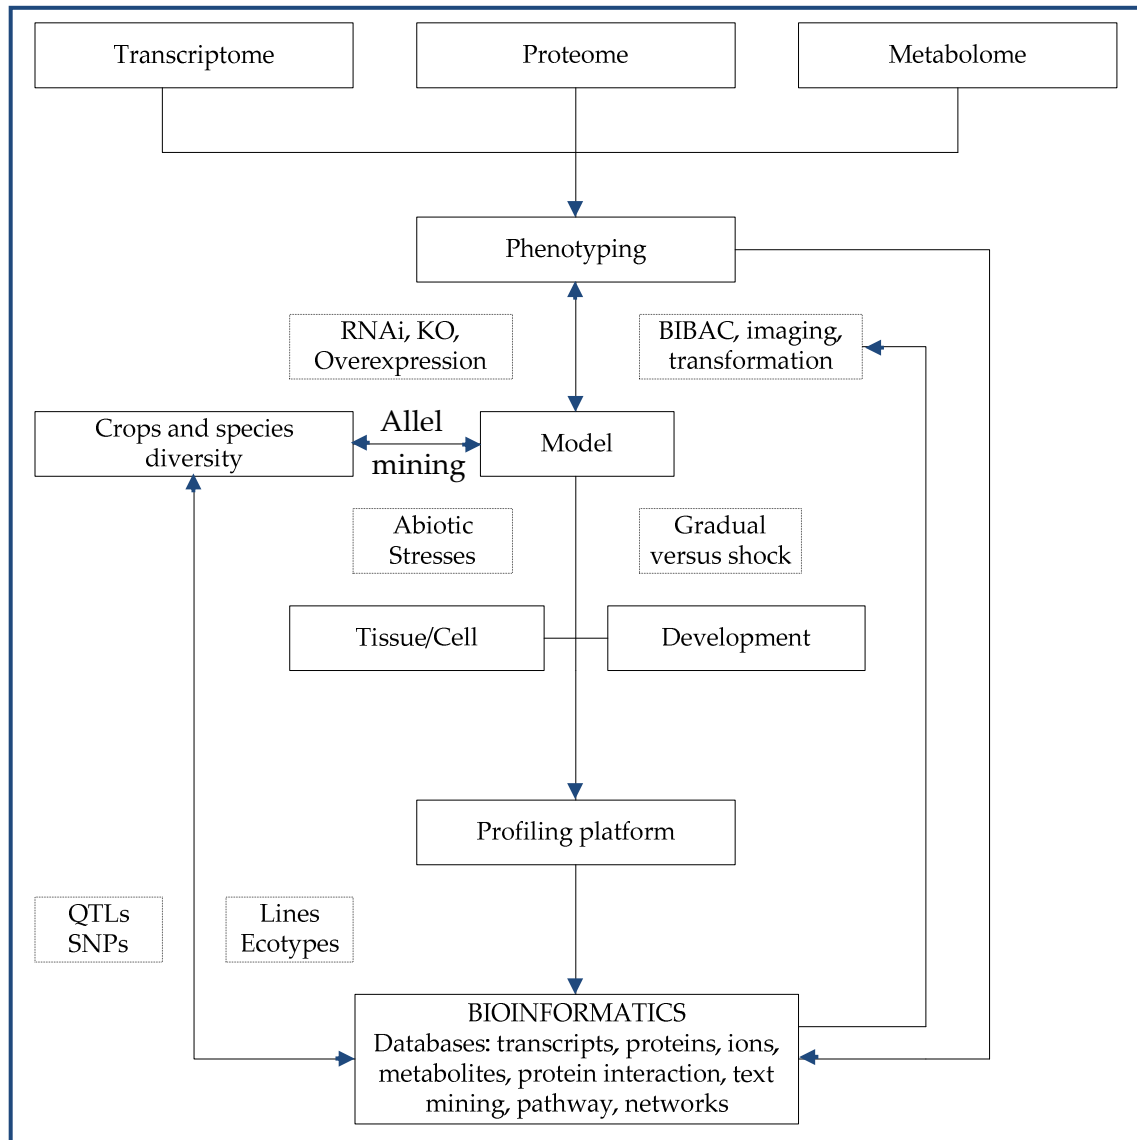 Transcriptome
Proteome
Metabolome
Phenotyping
RNAi, KO,
Overexpression
BIBAC, imaging,
transformation
Crops and species
diversity
Allel
mining
Model
Abiotic
Stresses
Gradual
versus shock
Tissue/Cell
Development
Profiling platform
QTLs
SNPs
Lines
Ecotypes
BIOINFORMATICS
Databases: transcripts, proteins, ions,
metabolites, protein interaction, text
mining, pathway, networks